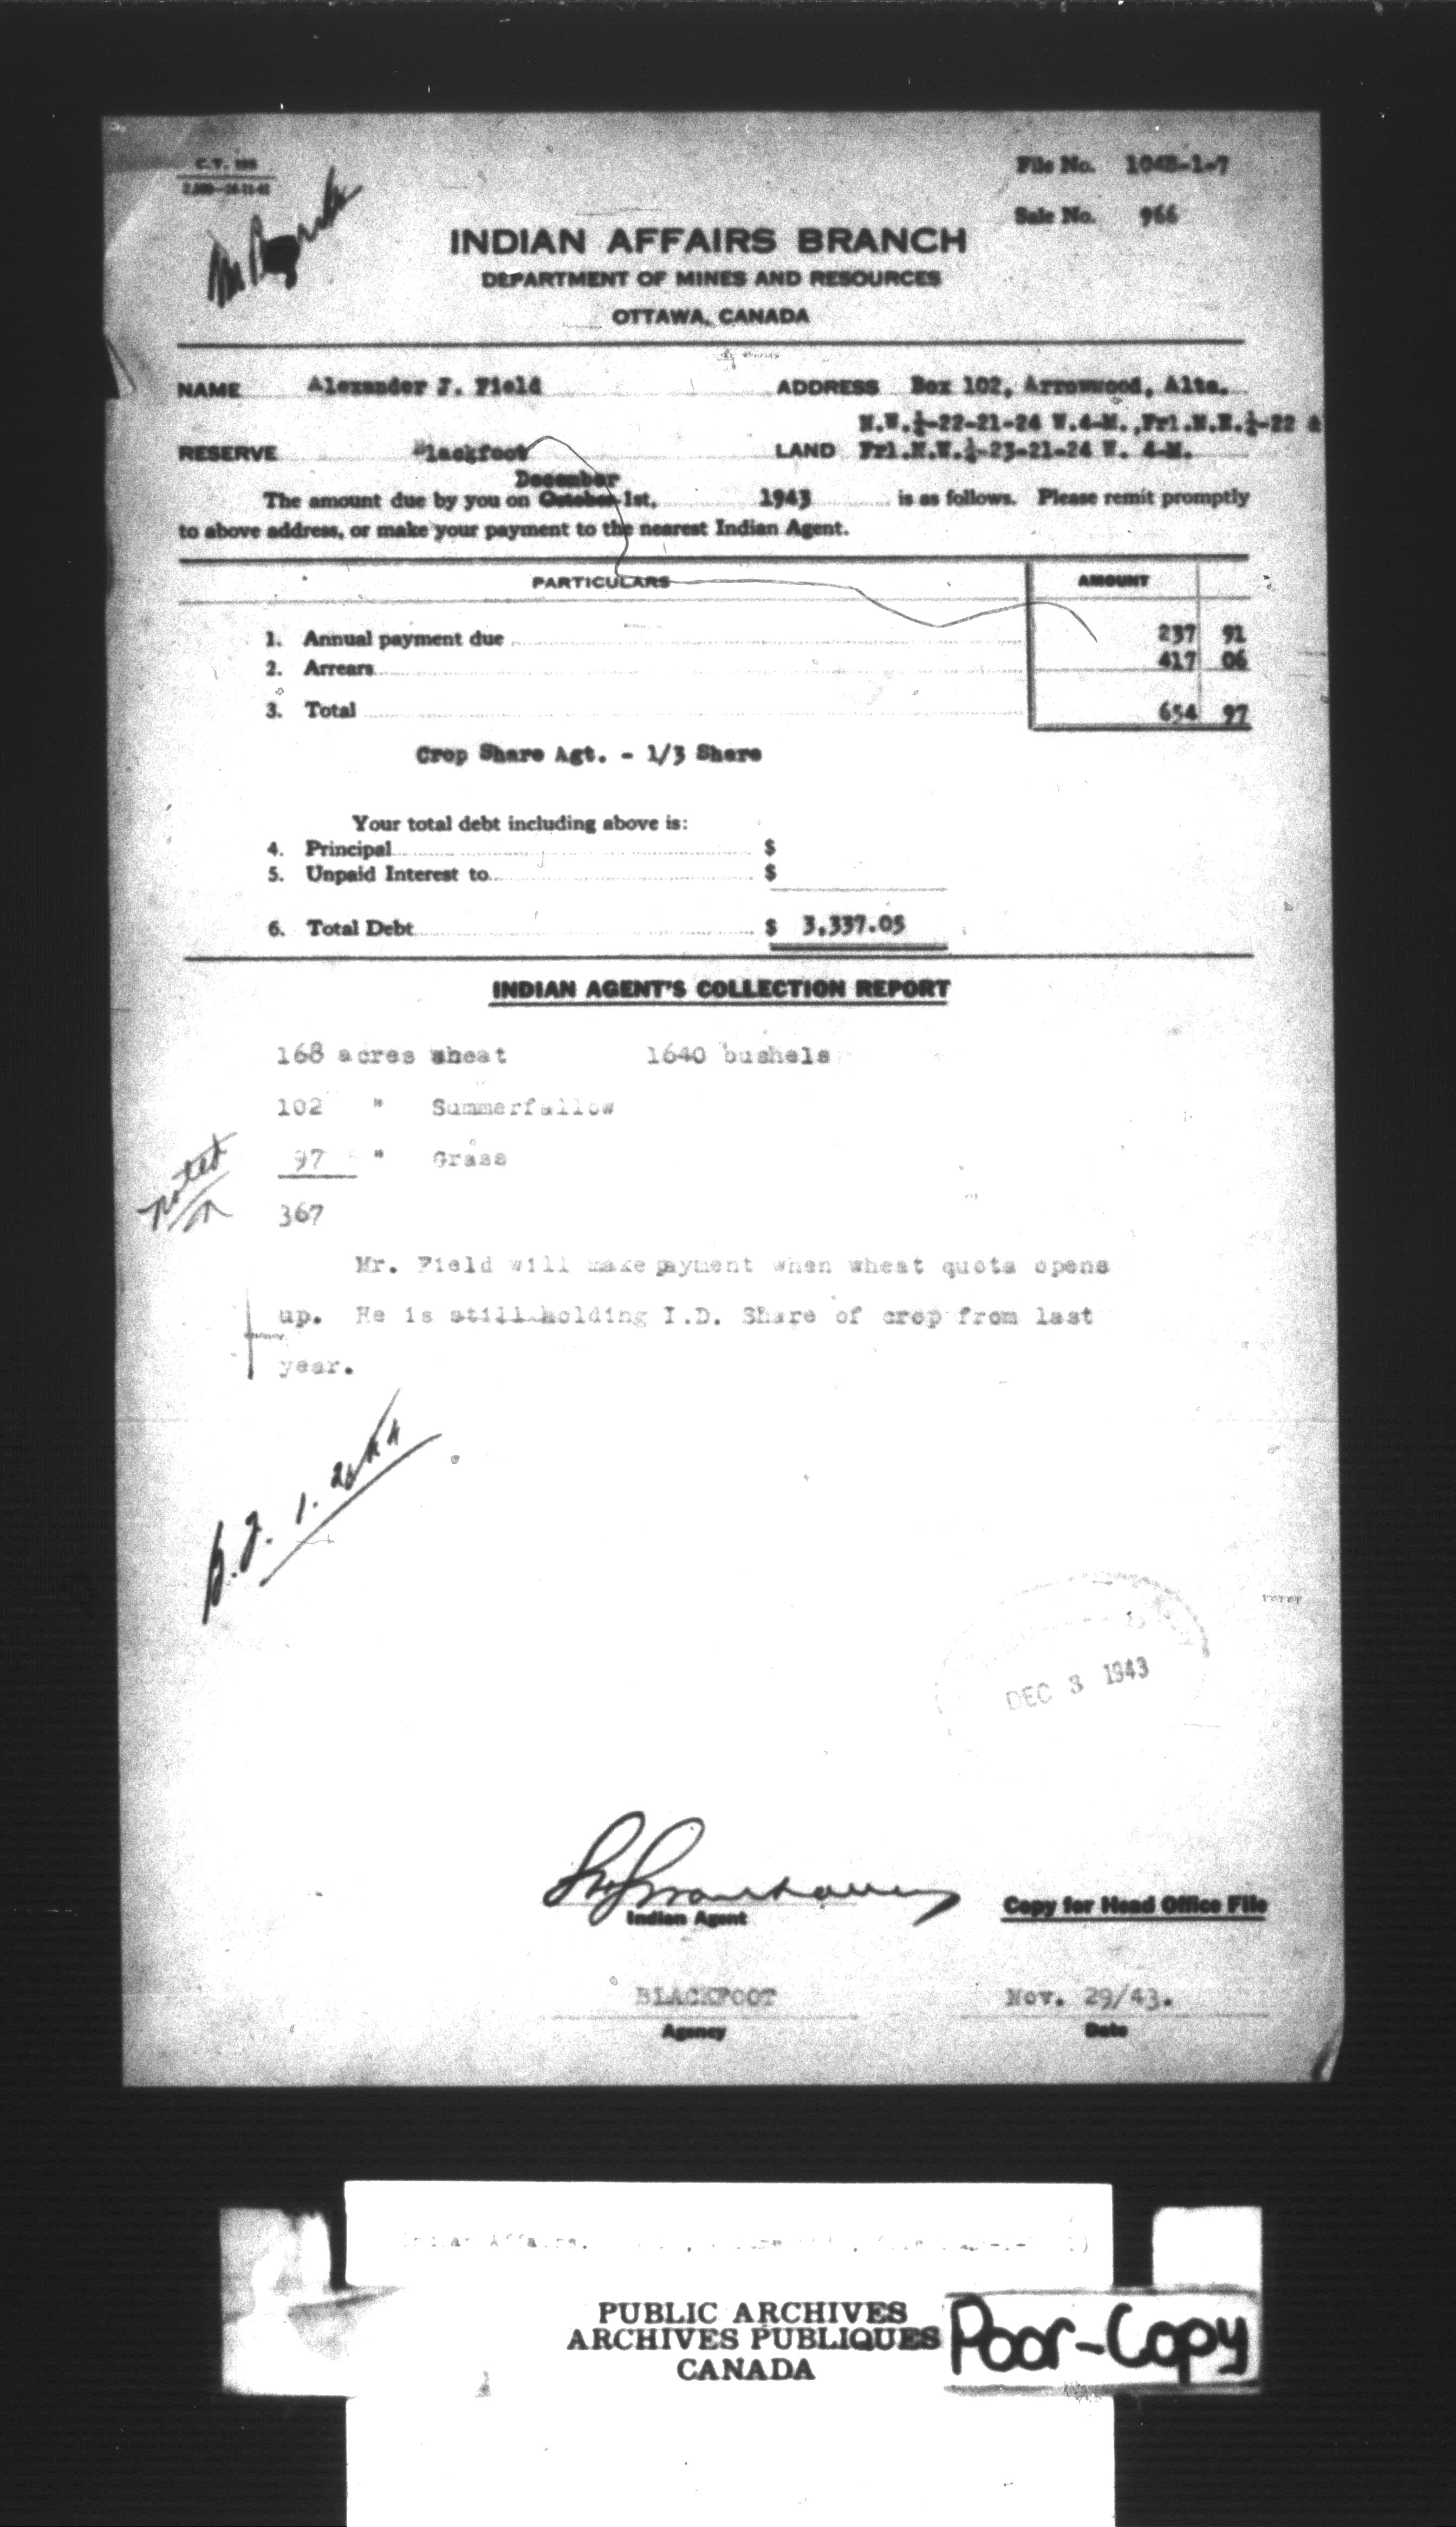 File No. 1048-1-7
Sale No. 966
INDIAN AFFAIRS BRANCH
DEPARTMENT OF MINES AND RESOURCES
OTTAWA, CANADA
NAME Alexander J. Field ADDRESS Box 102, Arrowwood, Alta.
N.W.¼-22-21-24 W.4-M.,Frl.N.E.¼-22 &
RESERVE Blackfoot LAND Frl.N.W.¼-23-21-24 W. 4-M.
December
The amount due by you on October 1st, 1943 is as follows. Please remit promptly
to above address, or make your payment to the nearest Indian Agent.
PARTICULARS AMOUNT
1. Annual payment due 237 91
2. Arrears 417 06
3. Total 654 97
Crop Share Agt. - 1/3 Share
Your total debt including above is:
4. Principal $
5. Unpaid Interest to $
6. Total Debt $ 3,337.05
INDIAN AGENT'S COLLECTION REPORT
168 acres wheat 1640 bushels
102 " Summerfallow
97 " Grass
noted
367
Mr. Field will make payment when wheat quota opens
up. He is still holding I.D. Share of crop from last
year.
DEC 3 1943
Indian Agent
Copy for Head Office File
BLACKFOOT Nov. 29/43.
Agency Date
PUBLIC ARCHIVES
ARCHIVES PUBLIQUES
CANADA
Poor-Copy